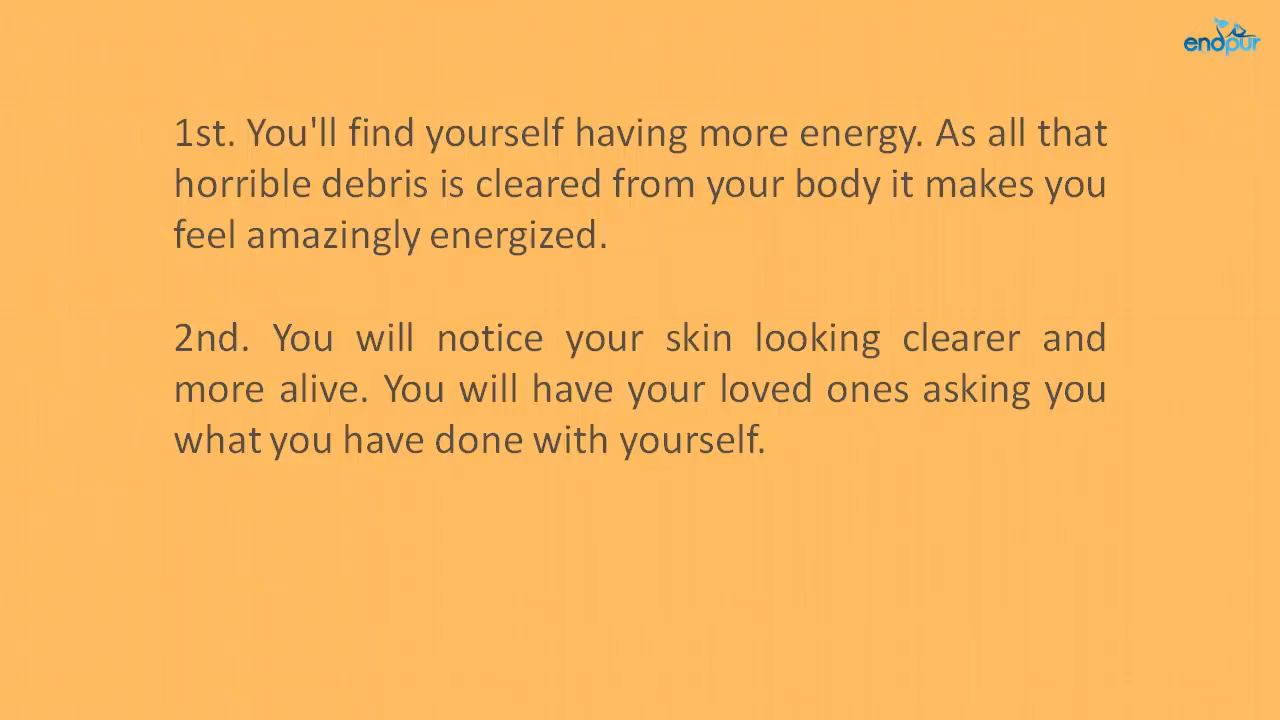 endpur
1st. You'll find yourself having more energy. As all that
horrible debris is cleared from your body it makes you
feel amazingly energized.
2nd. You will notice your skin looking clearer and
more alive. You will have your loved ones asking you
what you have done with yourself.